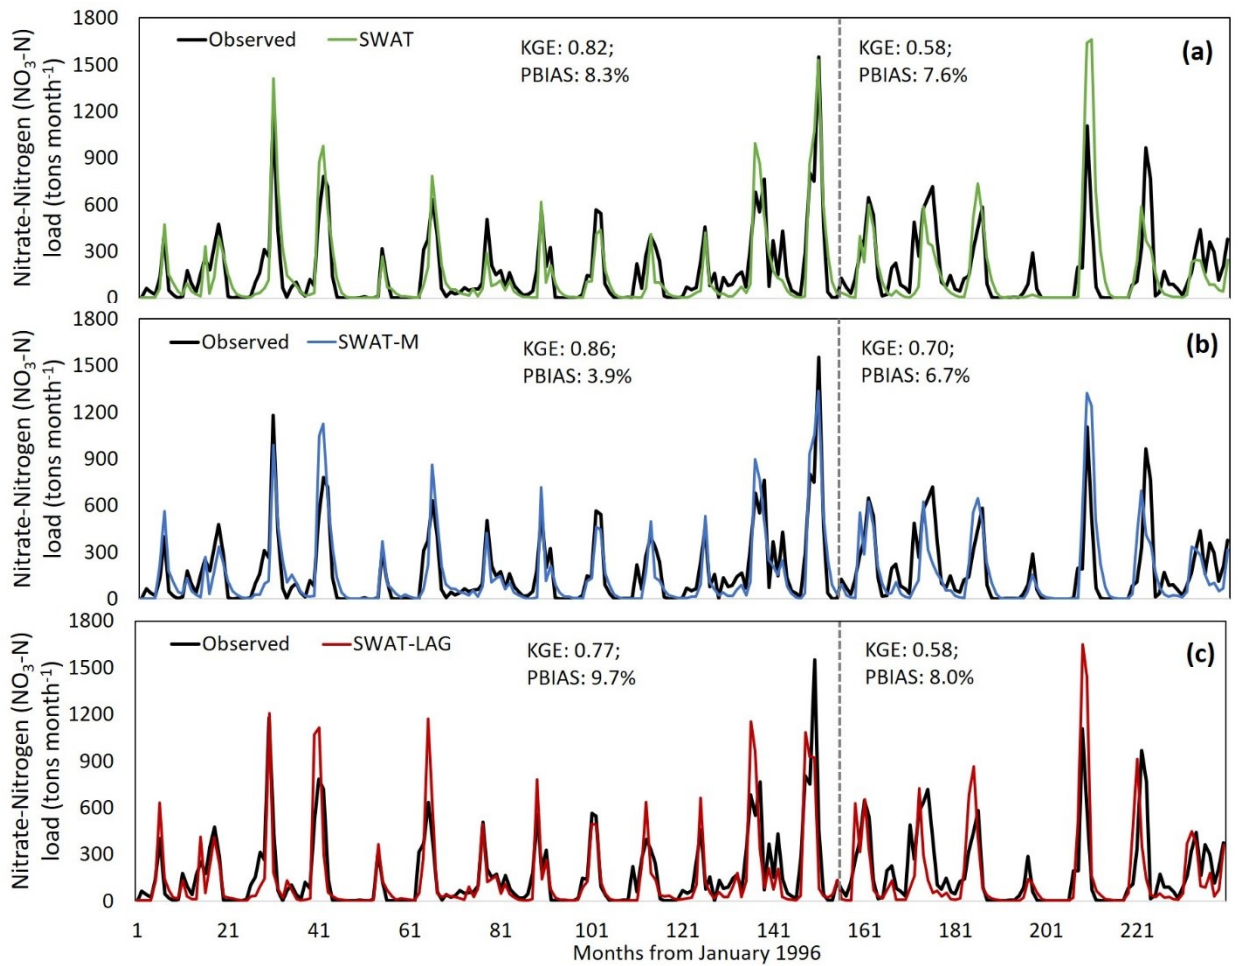 Nitrate-Nitrogen (NO₃-N)
load (tons month⁻¹)
1800
1500
1200
900
600
300
0
Observed SWAT
KGE: 0.82;
PBIAS: 8.3%
KGE: 0.58;
PBIAS: 7.6%
(a)
Nitrate-Nitrogen (NO₃-N)
load (tons month⁻¹)
1800
1500
1200
900
600
300
0
Observed SWAT-M
KGE: 0.86;
PBIAS: 3.9%
KGE: 0.70;
PBIAS: 6.7%
(b)
Nitrate-Nitrogen (NO₃-N)
load (tons month⁻¹)
1800
1500
1200
900
600
300
0
Observed SWAT-LAG
KGE: 0.77;
PBIAS: 9.7%
KGE: 0.58;
PBIAS: 8.0%
(c)
1 21 41 61 81 101 121 141 161 181 201 221
Months from January 1996